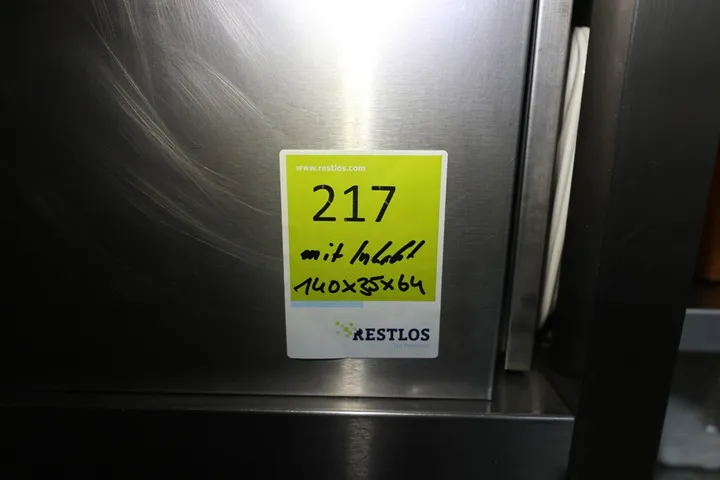 www.restlos.com
217
mit Inhalt
140x35x64
RESTLOS